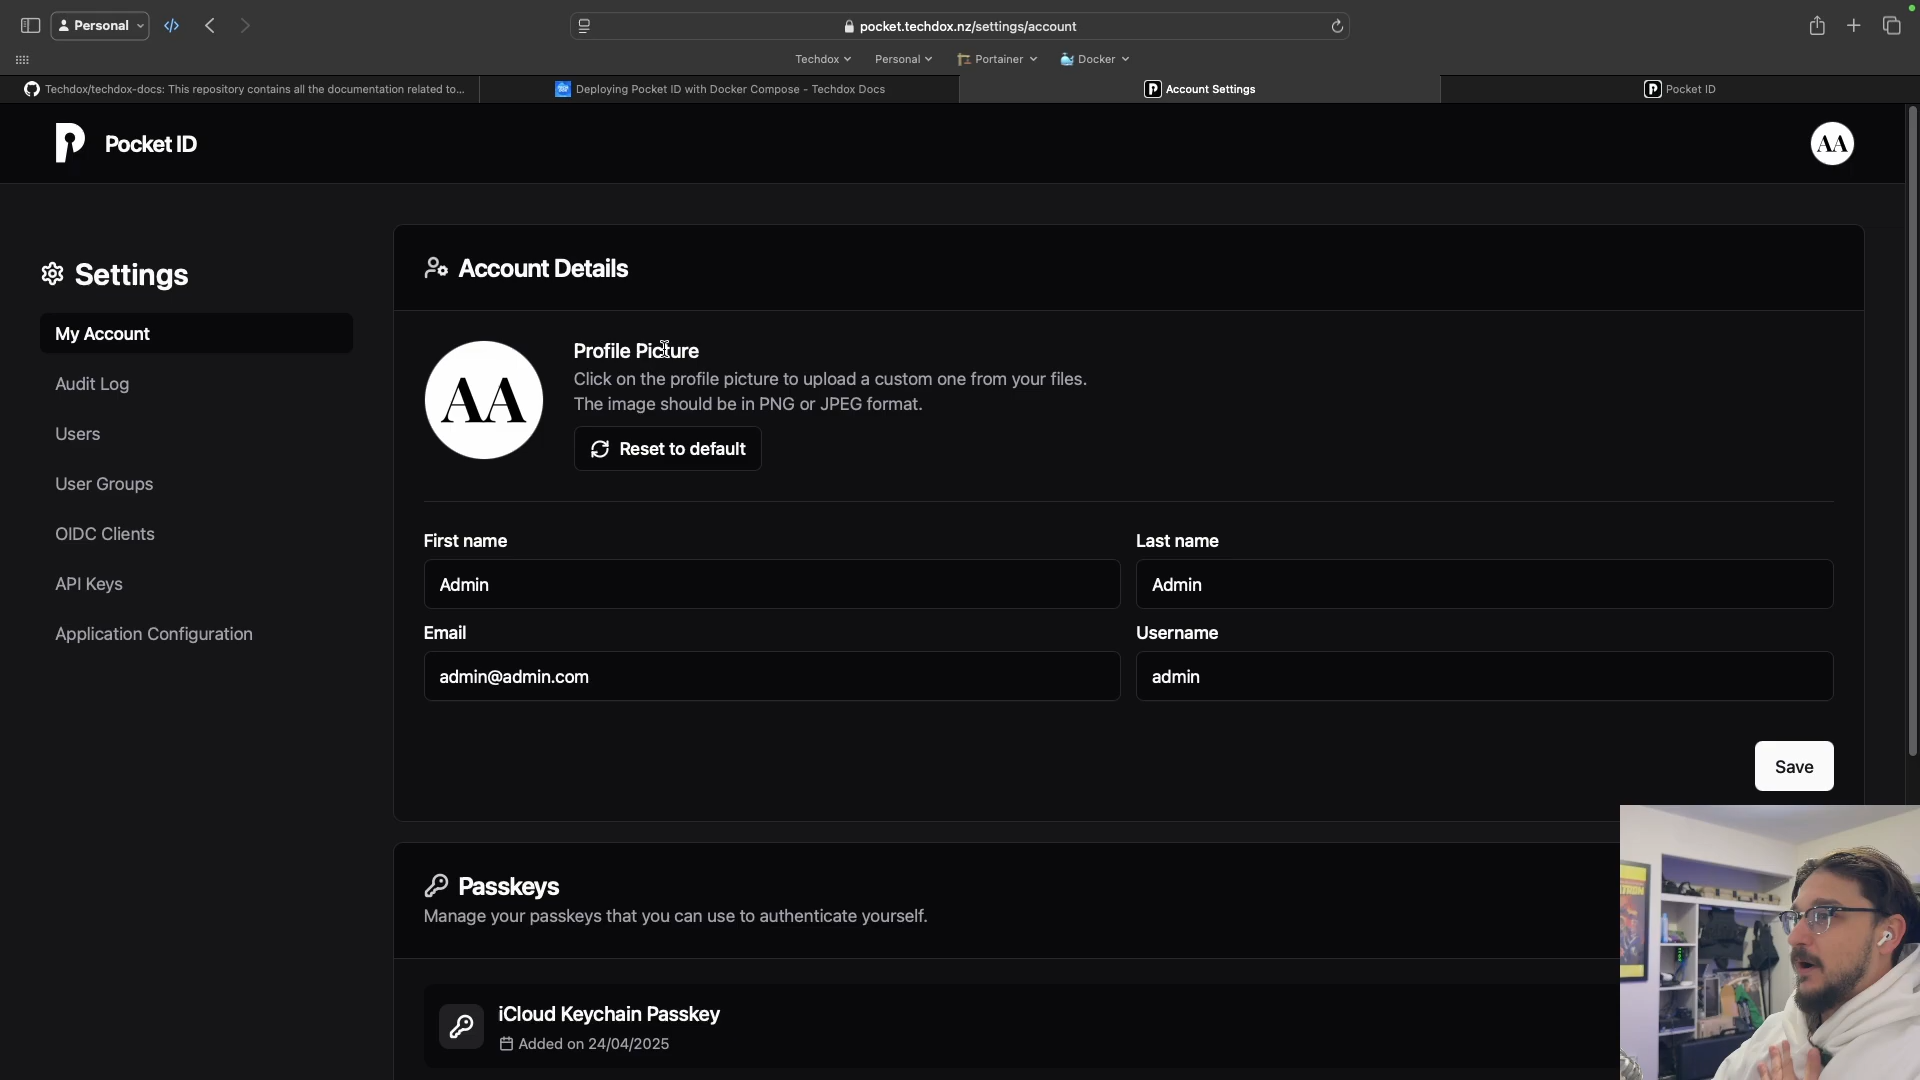 Personal
pocket.techdox.nz/settings/account
Techdox
Personal
Portainer
Docker
Techdox/techdox-docs: This repository contains all the documentation related to...
Deploying Pocket ID with Docker Compose - Techdox Docs
Account Settings
Pocket ID
Pocket ID
AA
Settings
My Account
Audit Log
Users
User Groups
OIDC Clients
API Keys
Application Configuration
Account Details
AA
Profile Picture
Click on the profile picture to upload a custom one from your files.
The image should be in PNG or JPEG format.
Reset to default
First name
Last name
Admin
Admin
Email
Username
admin@admin.com
admin
Save
Passkeys
Manage your passkeys that you can use to authenticate yourself.
iCloud Keychain Passkey
Added on 24/04/2025